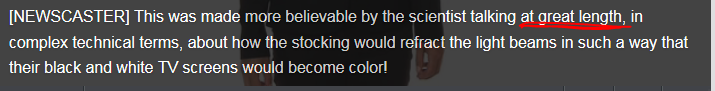 [NEWSCASTER] This was made more believable by the scientist talking at great length, in
complex technical terms, about how the stocking would refract the light beams in such a way that
their black and white TV screens would become color!